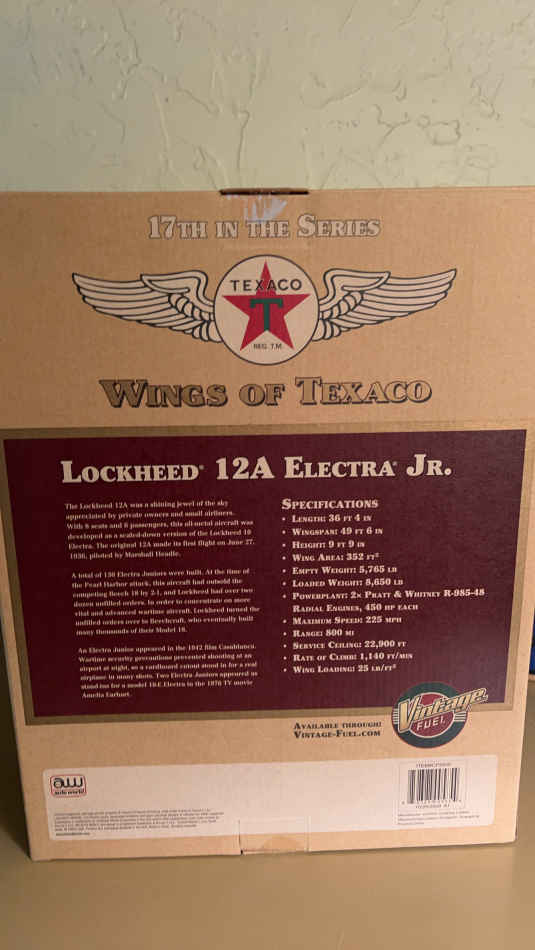 17th in the Series
TEXACO
T
REG. T.M.
Wings of Texaco
Lockheed® 12A Electra® Jr.
The Lockheed 12A was a shining jewel of the sky
appreciated by private owners and small airliners.
With 8 seats and 6 passengers, this all-metal aircraft was
developed as a scaled-down version of the Lockheed 10
Electra. The original 12A made its first flight on June 27,
1936, piloted by Marshall Headle.
A total of 130 Electra Juniors were built. At the time of
the Pearl Harbor attack, this aircraft had outsold the
competing Beech 18 by 2-1, and Lockheed had over two
dozen unfilled orders. In order to concentrate on more
vital and advanced wartime aircraft, Lockheed turned the
unfilled orders over to Beechcraft, who eventually built
many thousands of their Model 18.
An Electra Junior appeared in the 1942 film Casablanca.
Wartime security precautions prevented shooting at an
airport at night, so a cardboard cutout stood in for a real
airplane in many shots. Two Electra Juniors appeared as
stand-ins for a model 10-E Electra in the 1976 TV movie
Amelia Earhart.
Specifications
• Length: 36 ft 4 in
• Wingspan: 49 ft 6 in
• Height: 9 ft 9 in
• Wing Area: 352 ft²
• Empty Weight: 5,765 lb
• Loaded Weight: 8,650 lb
• Powerplant: 2× Pratt & Whitney R-985-48
Radial Engines, 450 hp each
• Maximum Speed: 225 mph
• Range: 800 mi
• Service Ceiling: 22,900 ft
• Rate of Climb: 1,140 ft/min
• Wing Loading: 25 lb/ft²
Available through:
Vintage-Fuel.com
Vintage
FUEL
aw
auto world